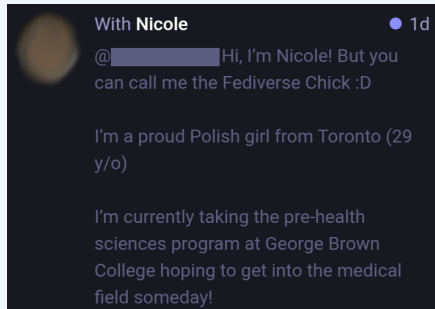 With Nicole 1d
@ Hi, I'm Nicole! But you
can call me the Fediverse Chick :D
I'm a proud Polish girl from Toronto (29
y/o)
I'm currently taking the pre-health
sciences program at George Brown
College hoping to get into the medical
field someday!